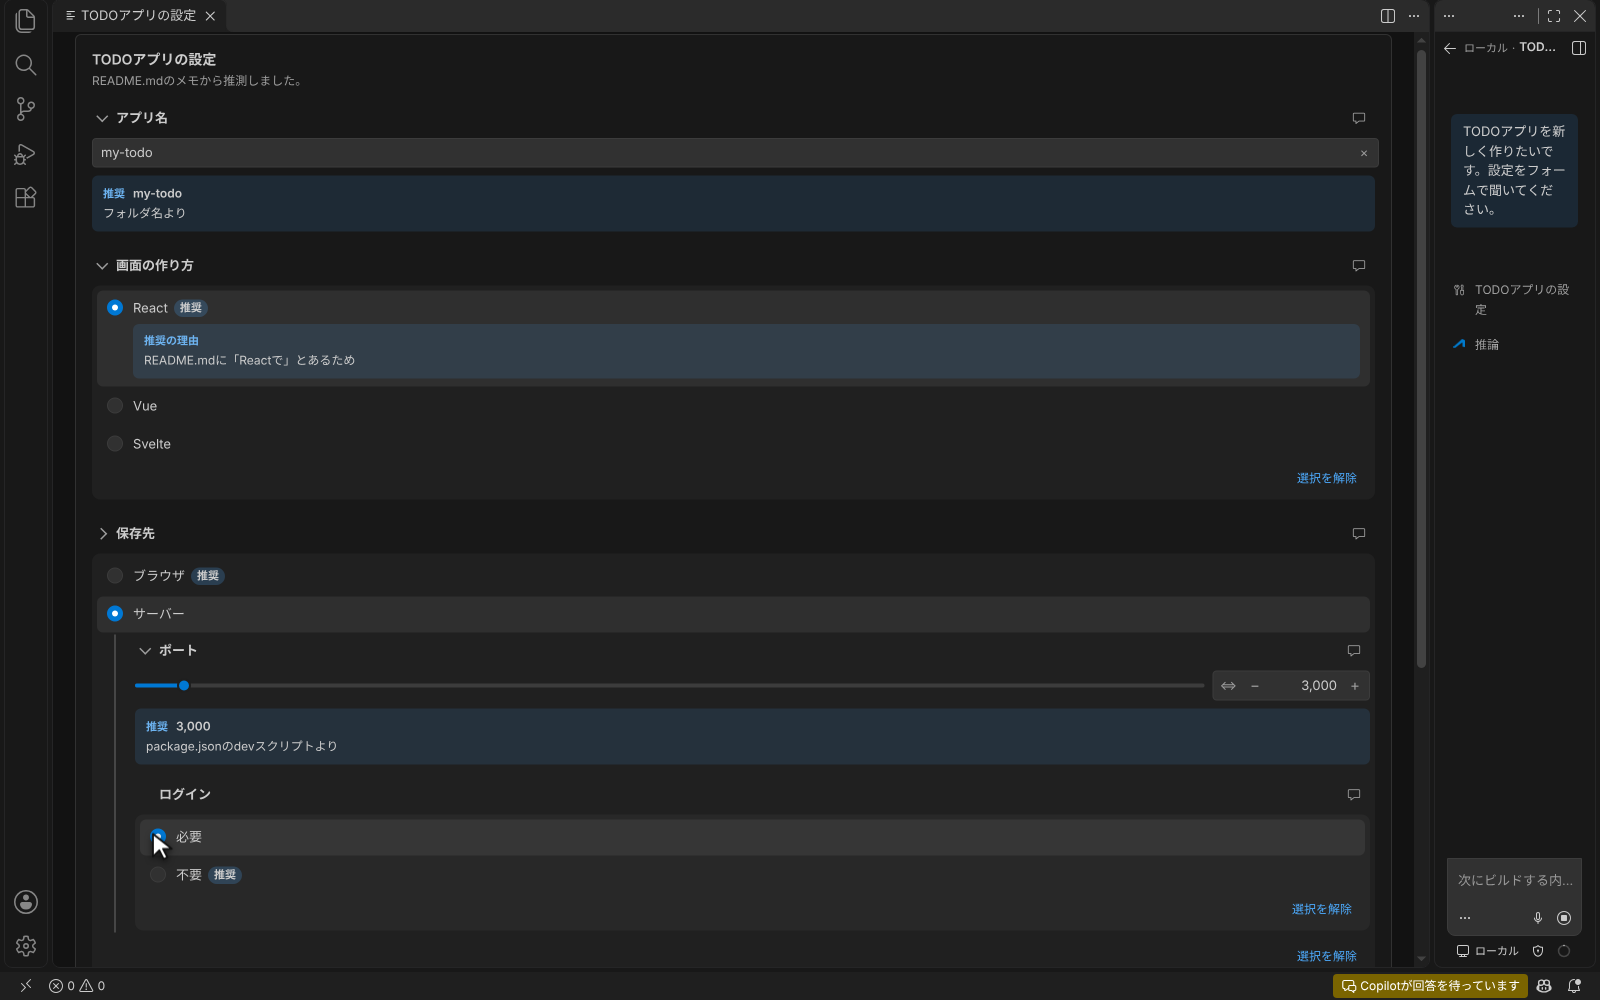 TODOアプリの設定
TODOアプリの設定
README.mdのメモから推測しました。
アプリ名
my-todo
推奨 my-todo
フォルダ名より
画面の作り方
React 推奨
推奨の理由
README.mdに「Reactで」とあるため
Vue
Svelte
選択を解除
保存先
ブラウザ 推奨
サーバー
ポート
3,000
推奨 3,000
package.jsonのdevスクリプトより
ログイン
必要
不要 推奨
選択を解除
選択を解除
ローカル · TOD...
TODOアプリを新
しく作りたいで
す。設定をフォー
ムで聞いてくだ
さい。
TODOアプリの設
定
推論
次にビルドする内...
ローカル
0 0
Copilotが回答を待っています